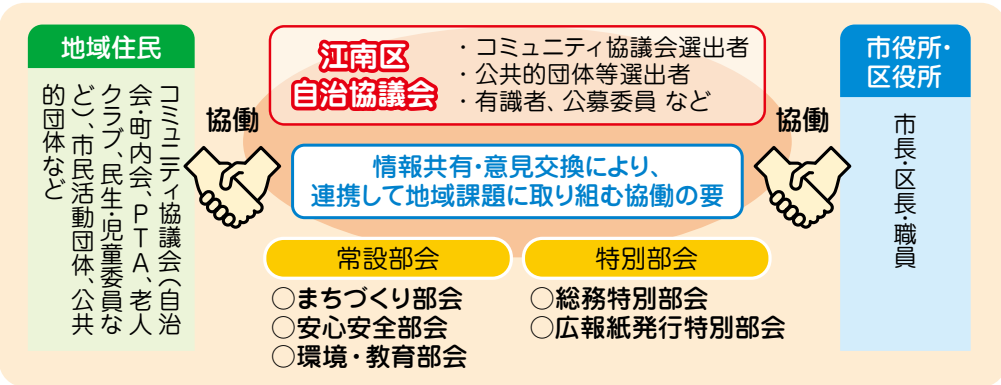 地域住民
コミュニティ協議会（自治
会・町内会、PTA、老人
クラブ、民生・児童委員な
ど）、市民活動団体、公共
的団体など
協働
江南区
自治協議会
・コミュニティ協議会選出者
・公共的団体等選出者
・有識者、公募委員 など
情報共有・意見交換により、
連携して地域課題に取り組む協働の要
常設部会
○まちづくり部会
○安心安全部会
○環境・教育部会
特別部会
○総務特別部会
○広報紙発行特別部会
協働
市役所・
区役所
市長・区長・職員